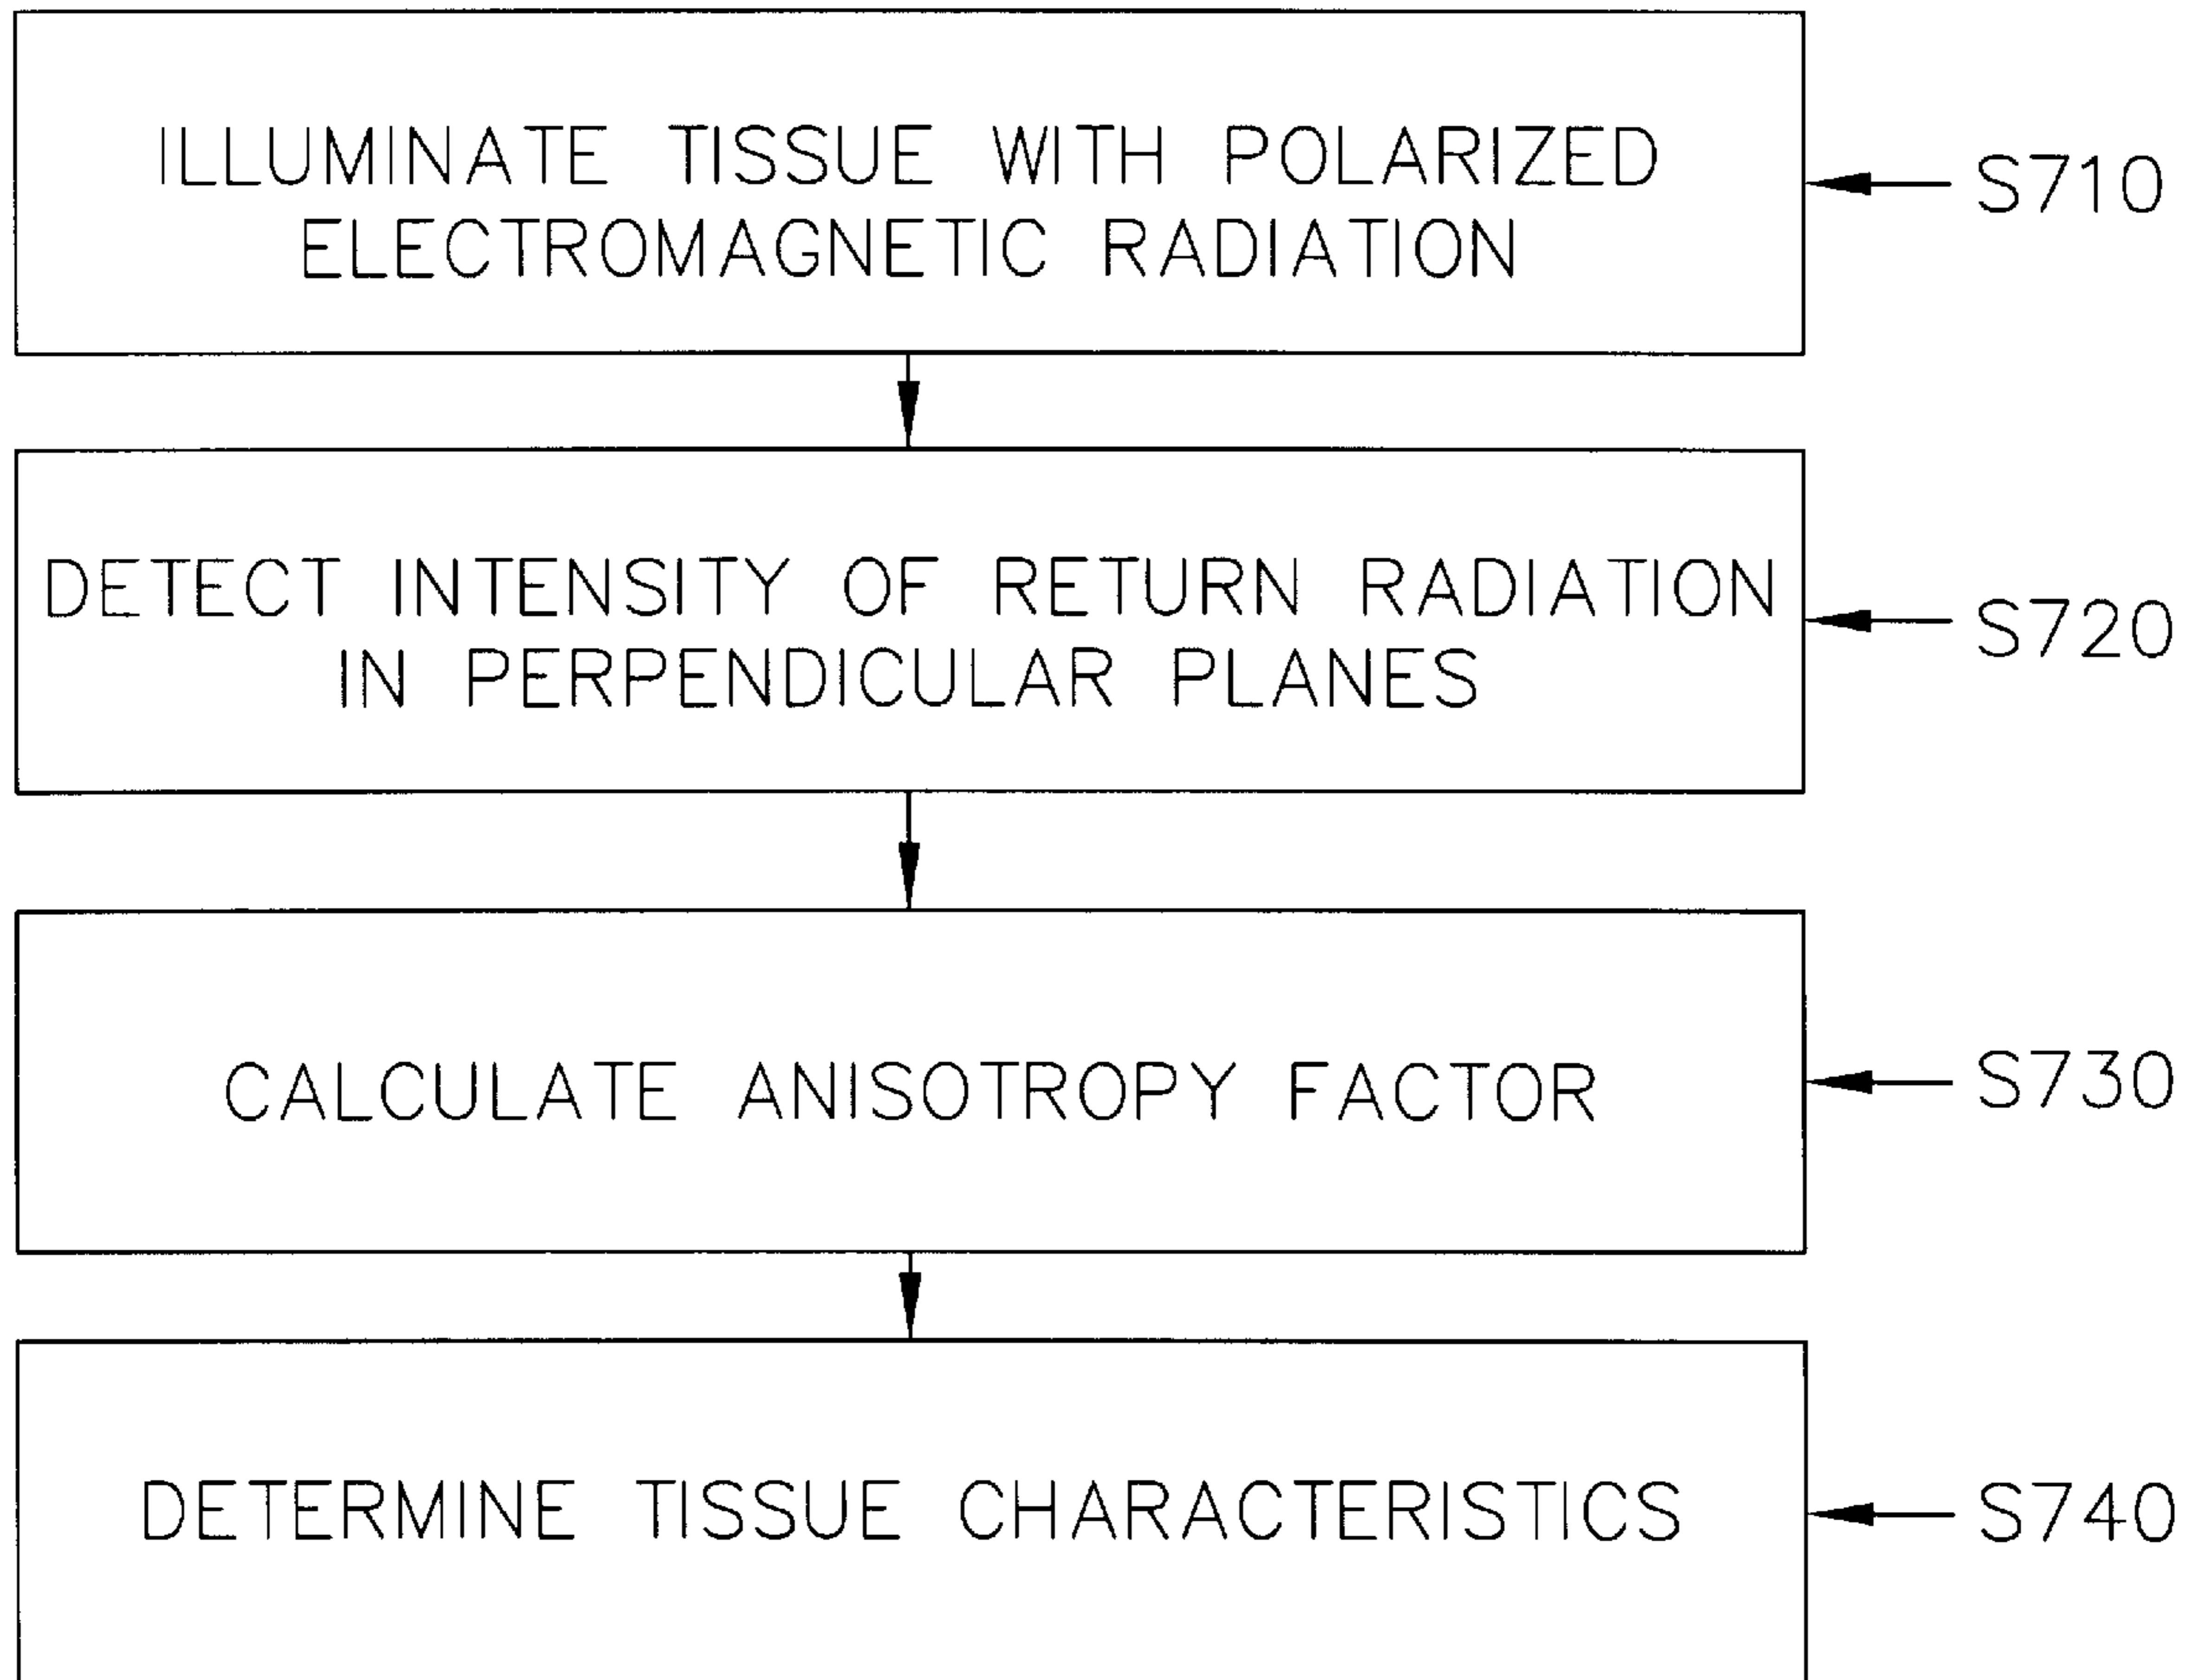 ILLUMINATE TISSUE WITH POLARIZED
ELECTROMAGNETIC RADIATION
S710
DETECT INTENSITY OF RETURN RADIATION
IN PERPENDICULAR PLANES
S720
CALCULATE ANISOTROPY FACTOR
S730
DETERMINE TISSUE CHARACTERISTICS
S740